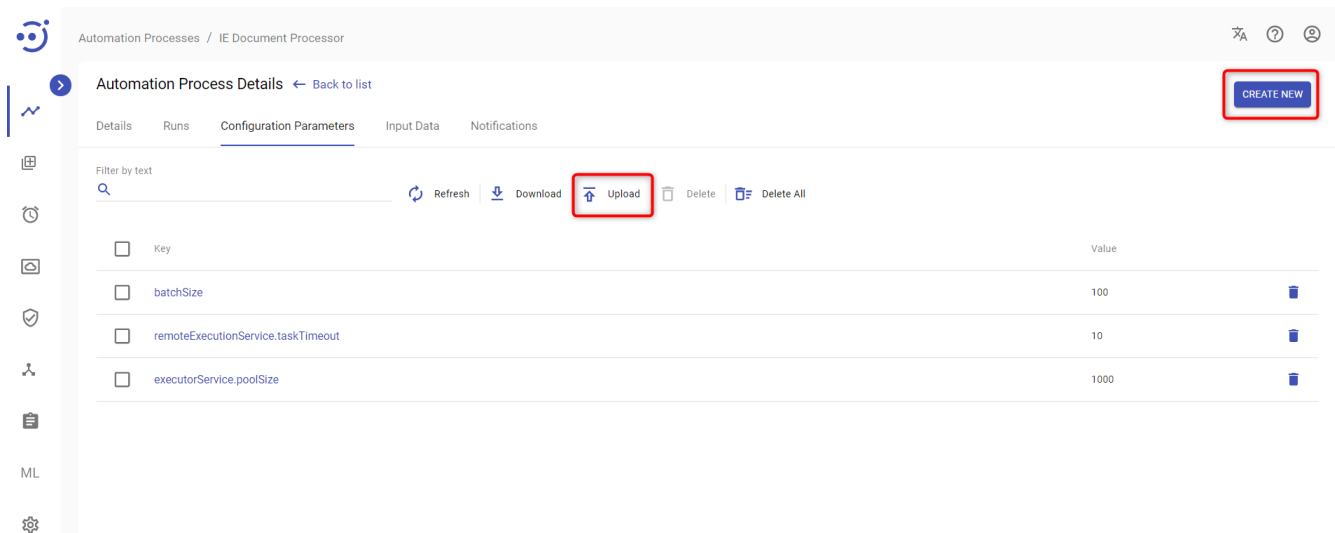 Automation Processes / IE Document Processor
Automation Process Details ← Back to list
CREATE NEW
Details Runs Configuration Parameters Input Data Notifications
Filter by text
Refresh Download Upload Delete Delete All
Key Value
batchSize 100
remoteExecutionService.taskTimeout 10
executorService.poolSize 1000
ML